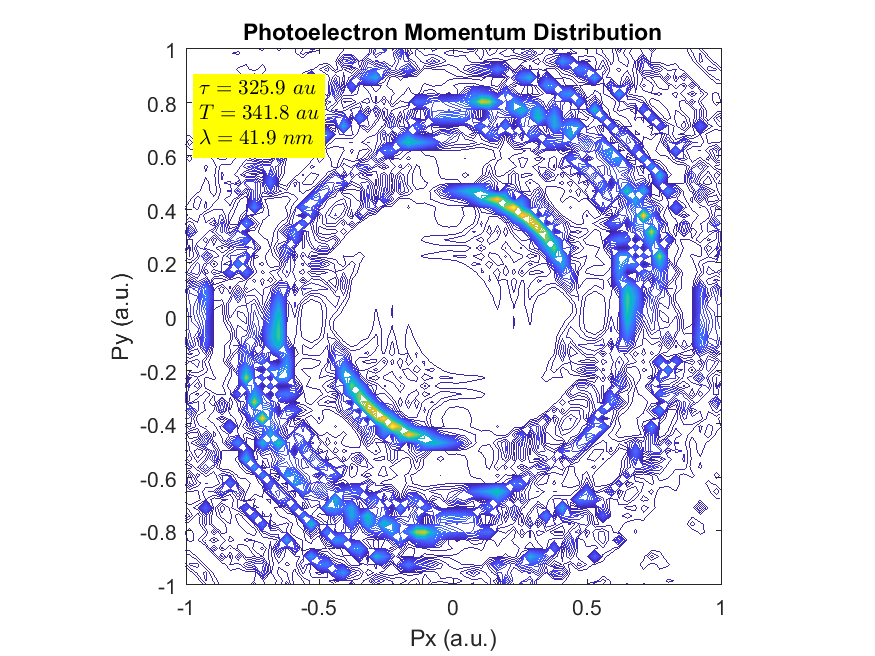 Photoelectron Momentum Distribution
τ = 325.9 au
T = 341.8 au
λ = 41.9 nm
1
0.8
0.6
0.4
0.2
0
-0.2
-0.4
-0.6
-0.8
-1
Py (a.u.)
-1 -0.5 0 0.5 1
Px (a.u.)